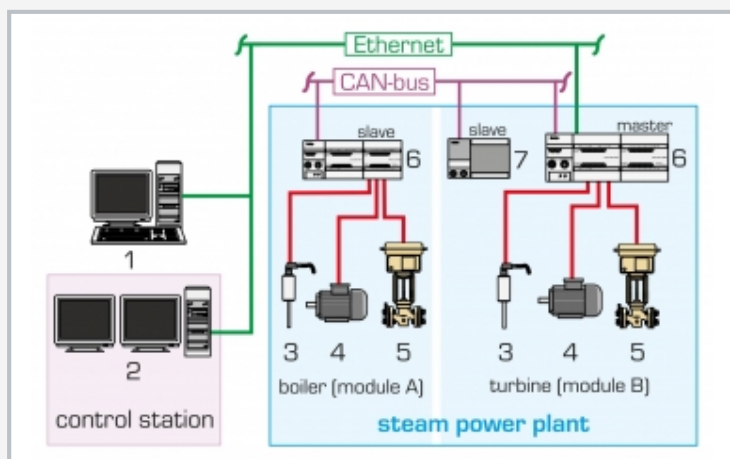 Ethernet
CAN-bus
slave
6
slave
7
master
6
1
2
control station
3 4 5
boiler (module A)
3 4 5
turbine (module B)
steam power plant